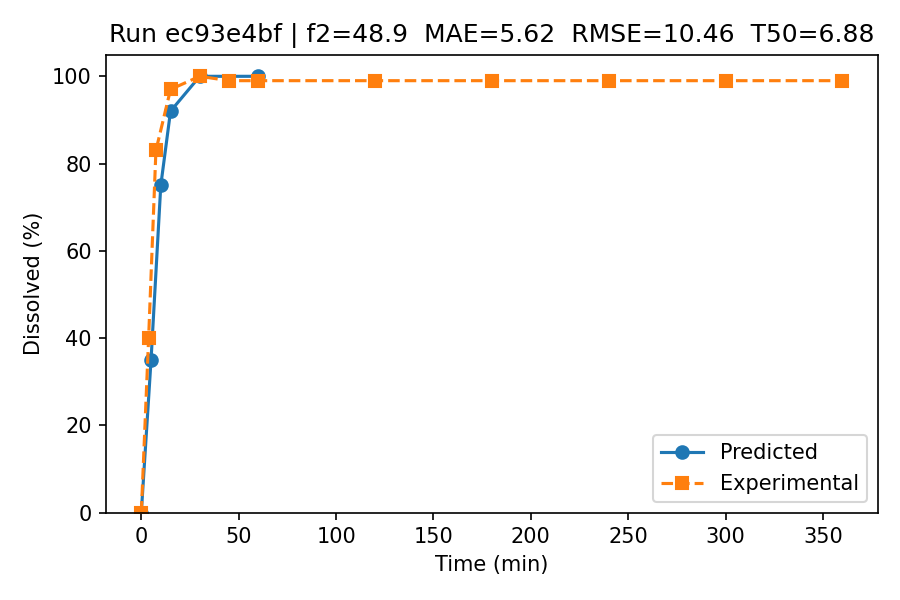 Run ec93e4bf | f2=48.9 MAE=5.62 RMSE=10.46 T50=6.88
100
80
60
40
20
0
Dissolved (%)
Predicted
Experimental
0 50 100 150 200 250 300 350
Time (min)